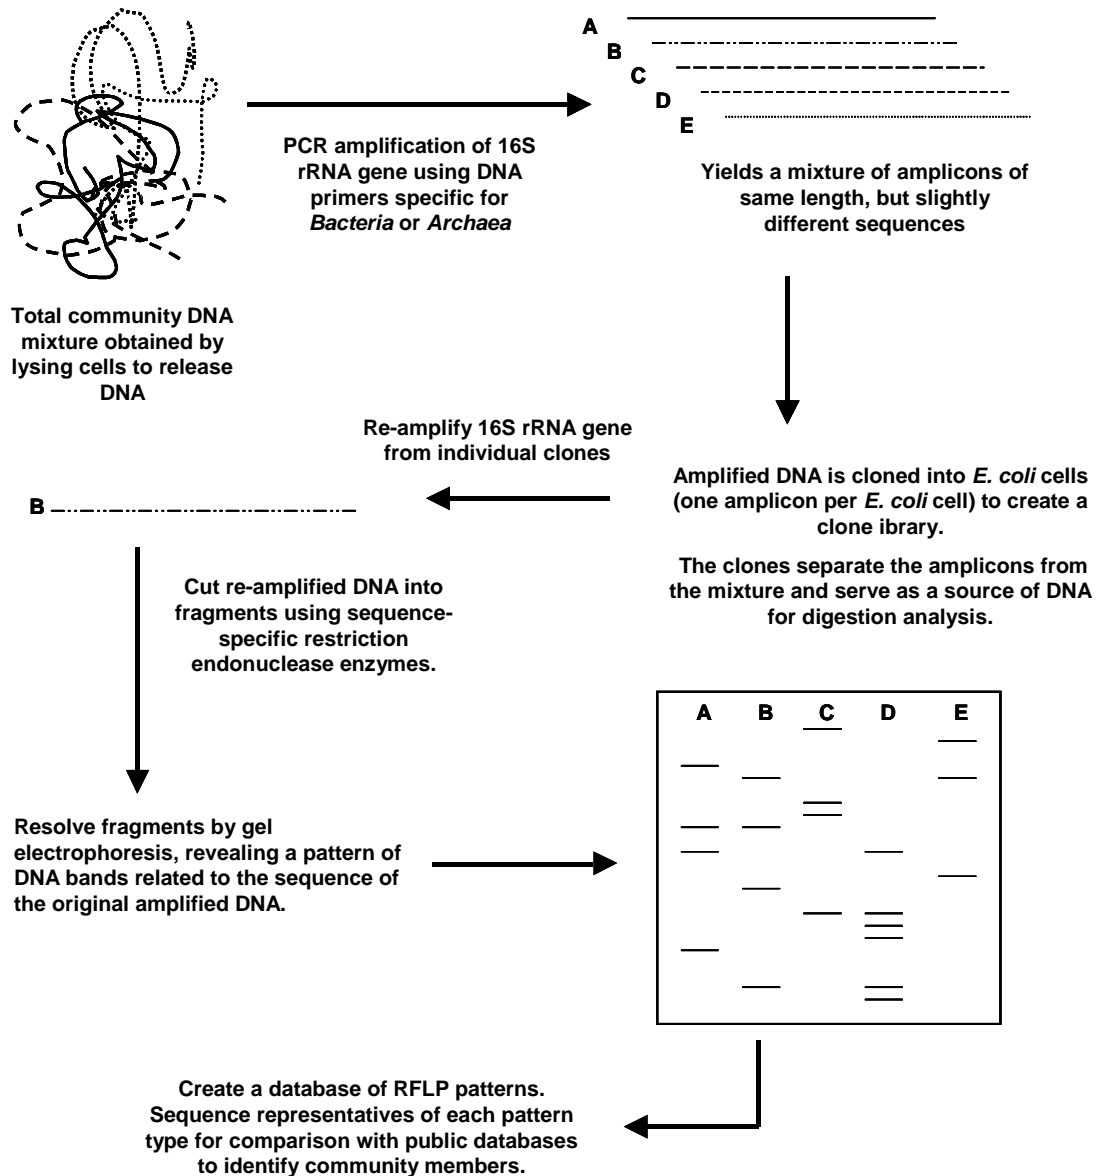 A
B
C
D
E
PCR amplification of 16S
rRNA gene using DNA
primers specific for
Bacteria or Archaea
Yields a mixture of amplicons of
same length, but slightly
different sequences
Total community DNA
mixture obtained by
lysing cells to release
DNA
Re-amplify 16S rRNA gene
from individual clones
Amplified DNA is cloned into E. coli cells
(one amplicon per E. coli cell) to create a
clone ibrary.
The clones separate the amplicons from
the mixture and serve as a source of DNA
for digestion analysis.
B
Cut re-amplified DNA into
fragments using sequence-
specific restriction
endonuclease enzymes.
A B C D E
Resolve fragments by gel
electrophoresis, revealing a pattern of
DNA bands related to the sequence of
the original amplified DNA.
Create a database of RFLP patterns.
Sequence representatives of each pattern
type for comparison with public databases
to identify community members.